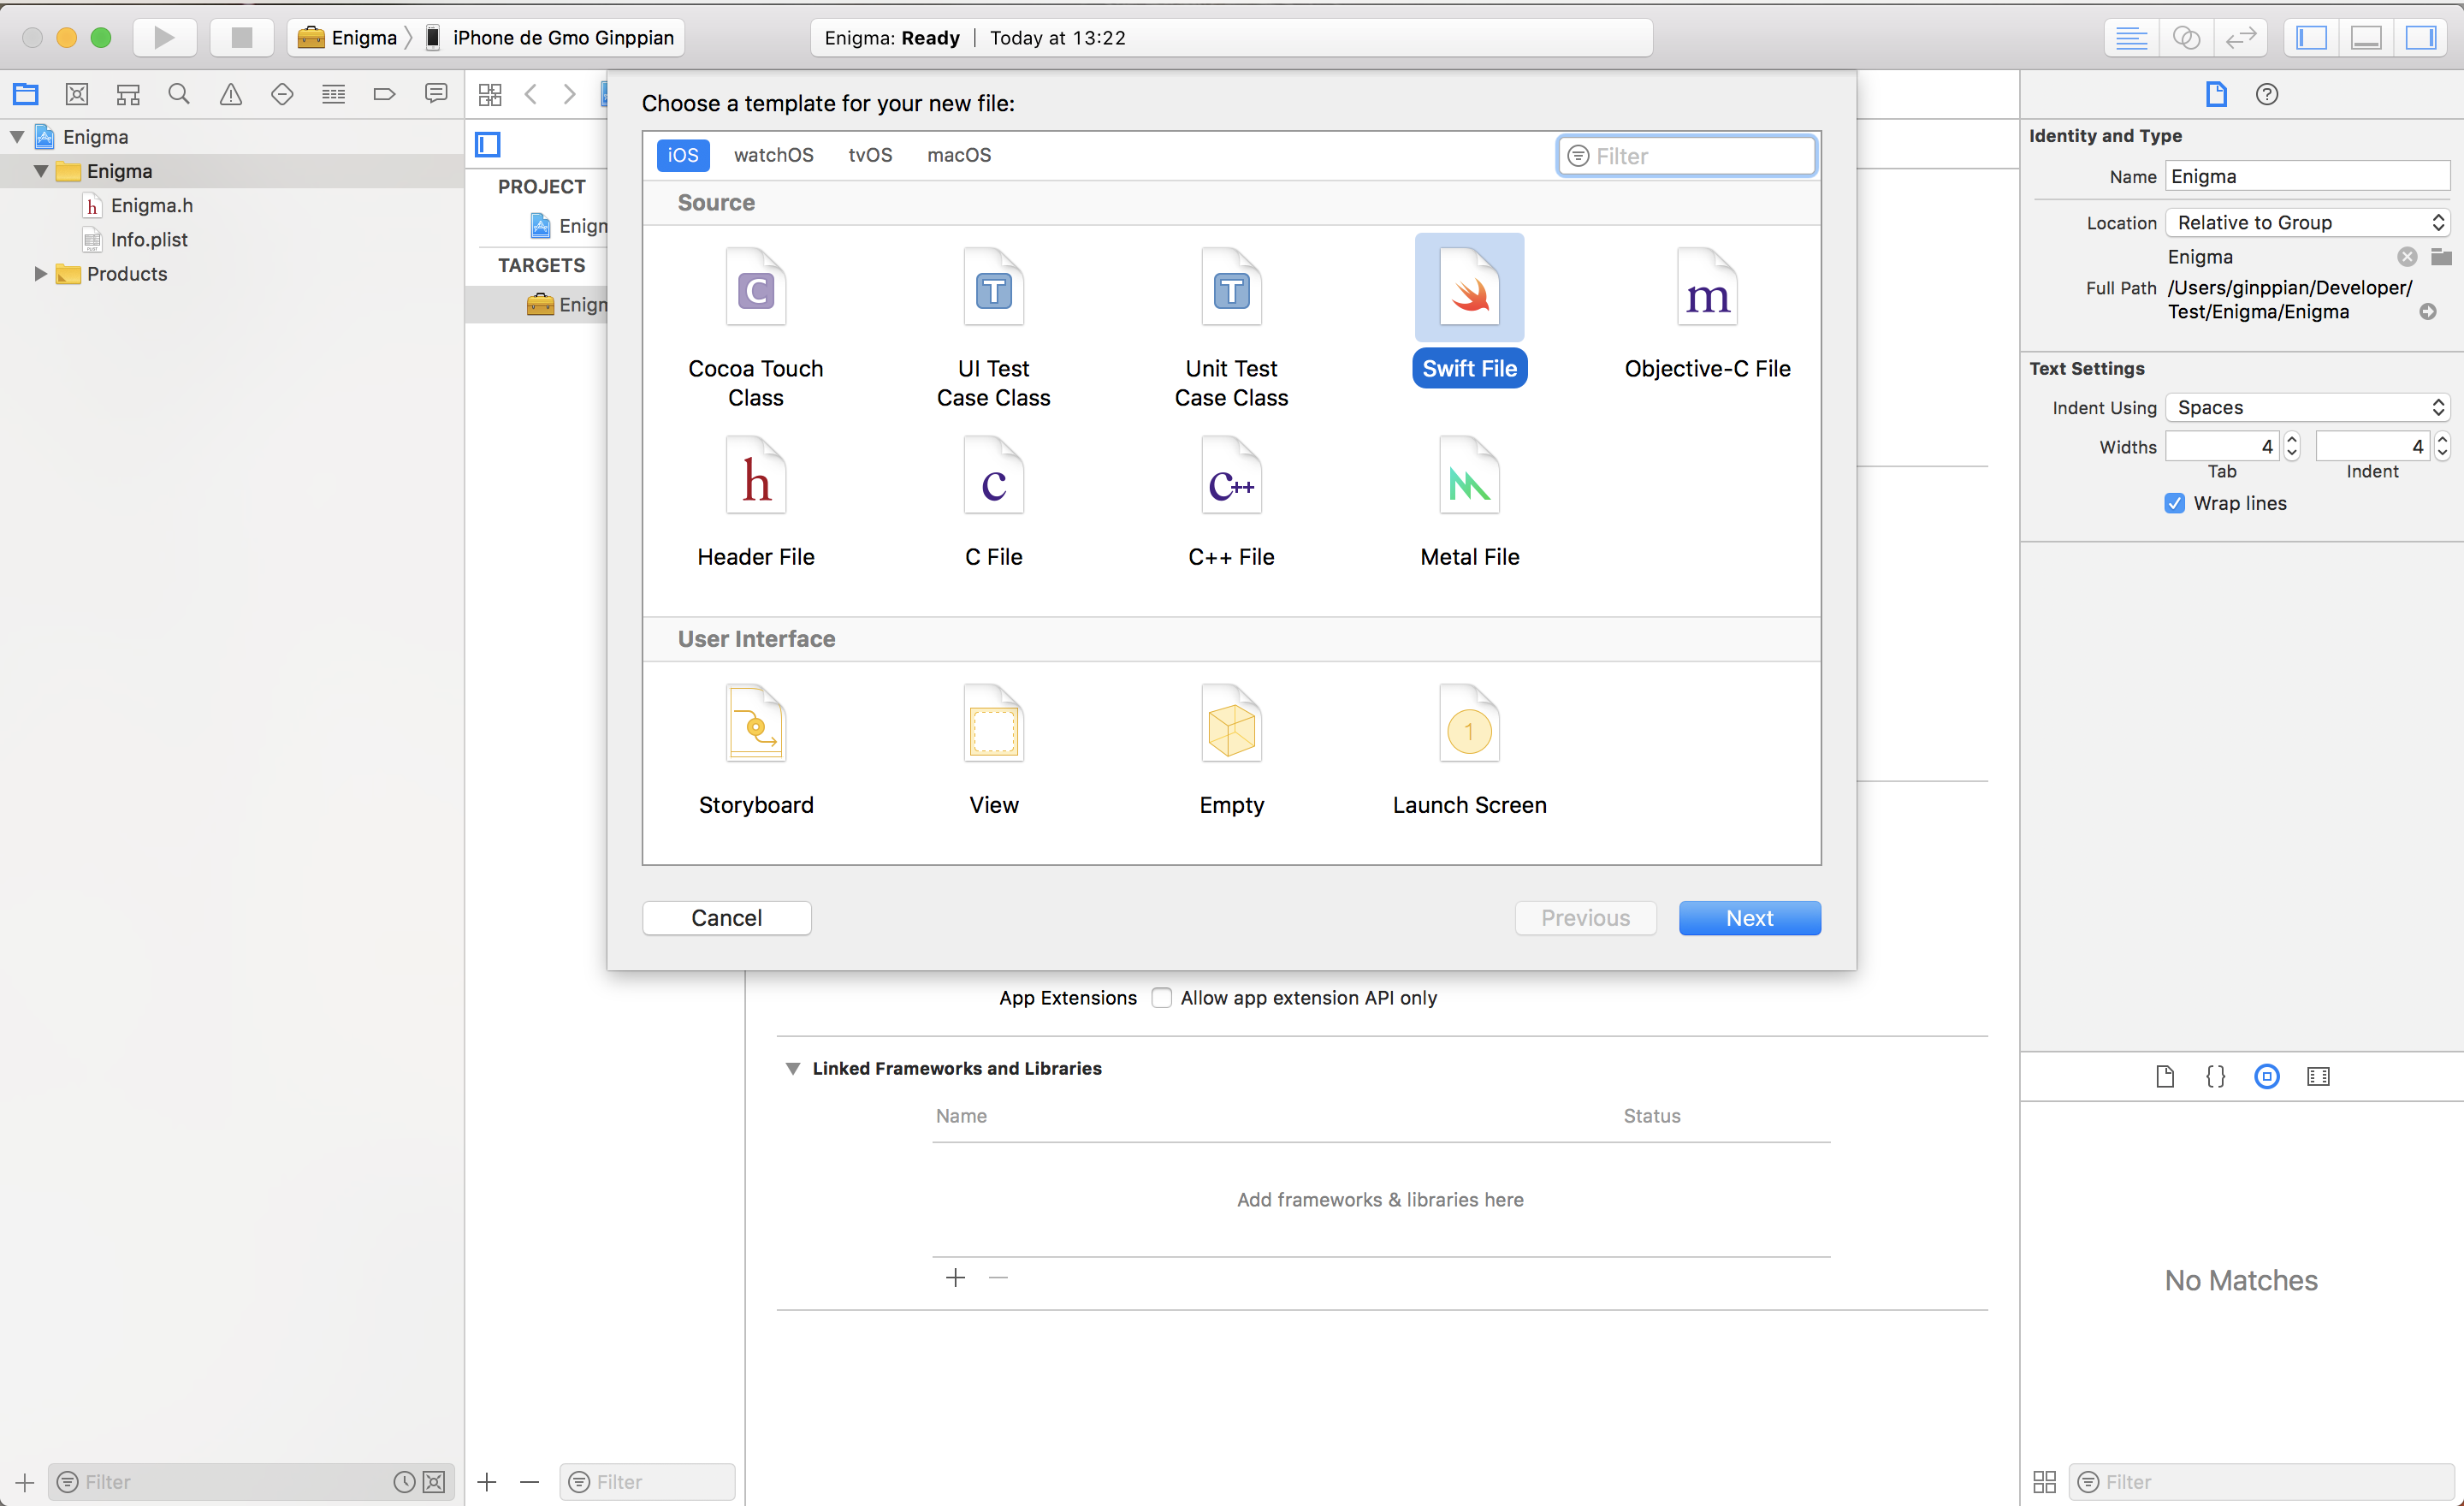 Enigma
iPhone de Gmo Ginppian
Enigma: Ready
Today at 13:22
Enigma
Enigma
Enigma.h
Info.plist
Products
Filter
PROJECT
Enigm
TARGETS
Enigm
Filter
Choose a template for your new file:
iOS
watchOS
tvOS
macOS
Filter
Source
C
Cocoa Touch
Class
T
UI Test
Case Class
T
Unit Test
Case Class
Swift File
m
Objective-C File
h
Header File
c
C File
C++
C++ File
Metal File
User Interface
Storyboard
View
Empty
1
Launch Screen
Cancel
Previous
Next
App Extensions
Allow app extension API only
Linked Frameworks and Libraries
Name
Status
Add frameworks & libraries here
Identity and Type
Name
Enigma
Location
Relative to Group
Enigma
Full Path
/Users/ginppian/Developer/
Test/Enigma/Enigma
Text Settings
Indent Using
Spaces
Widths
4
4
Tab
Indent
Wrap lines
{ }
No Matches
Filter